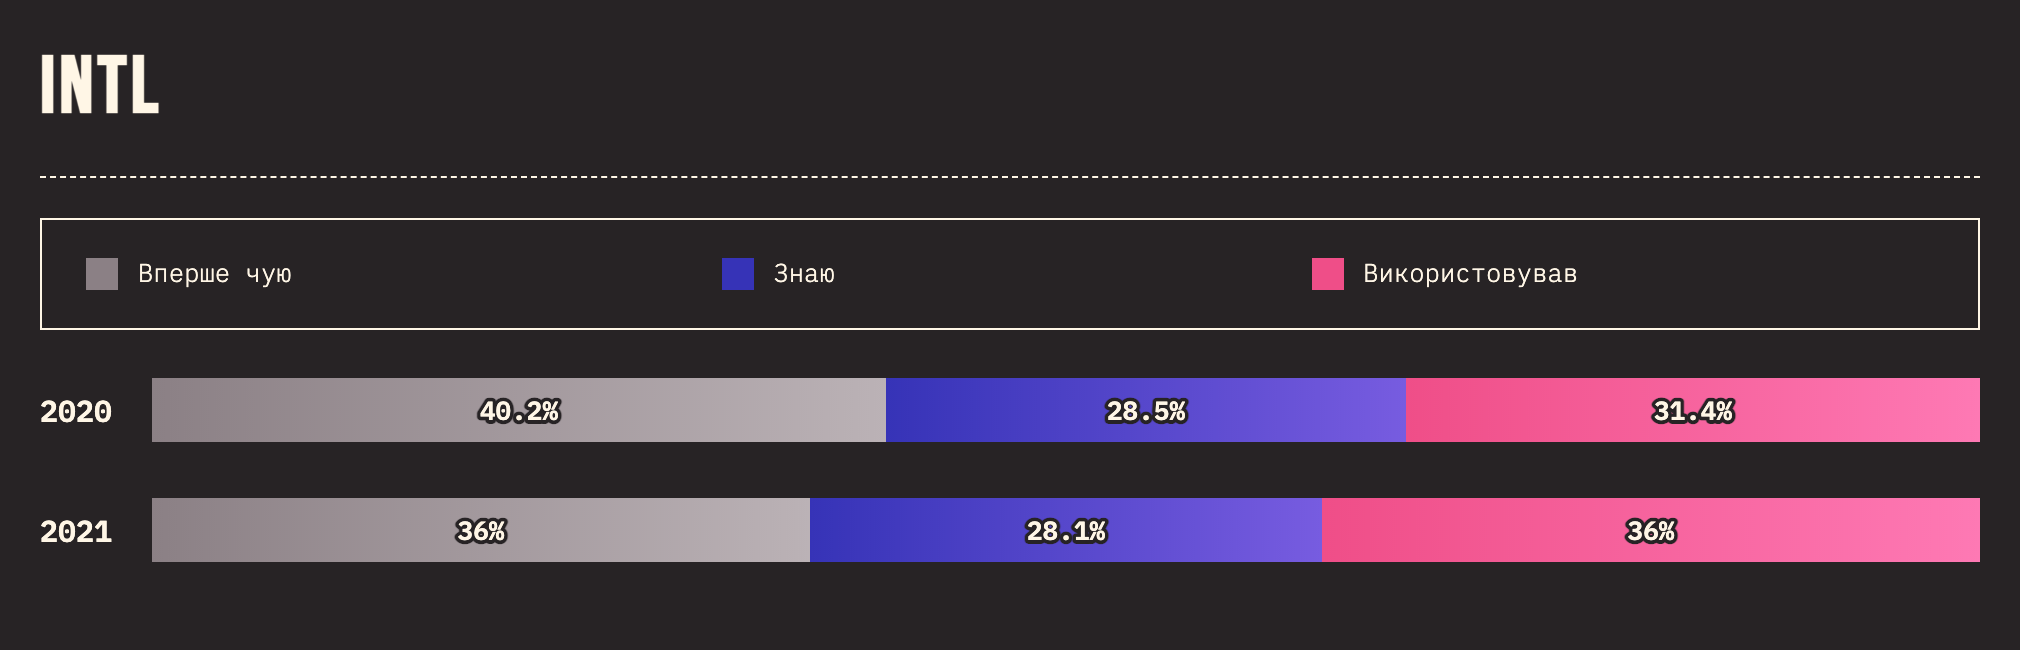 INTL
Вперше чую Знаю Використовував
2020 40.2% 28.5% 31.4%
2021 36% 28.1% 36%